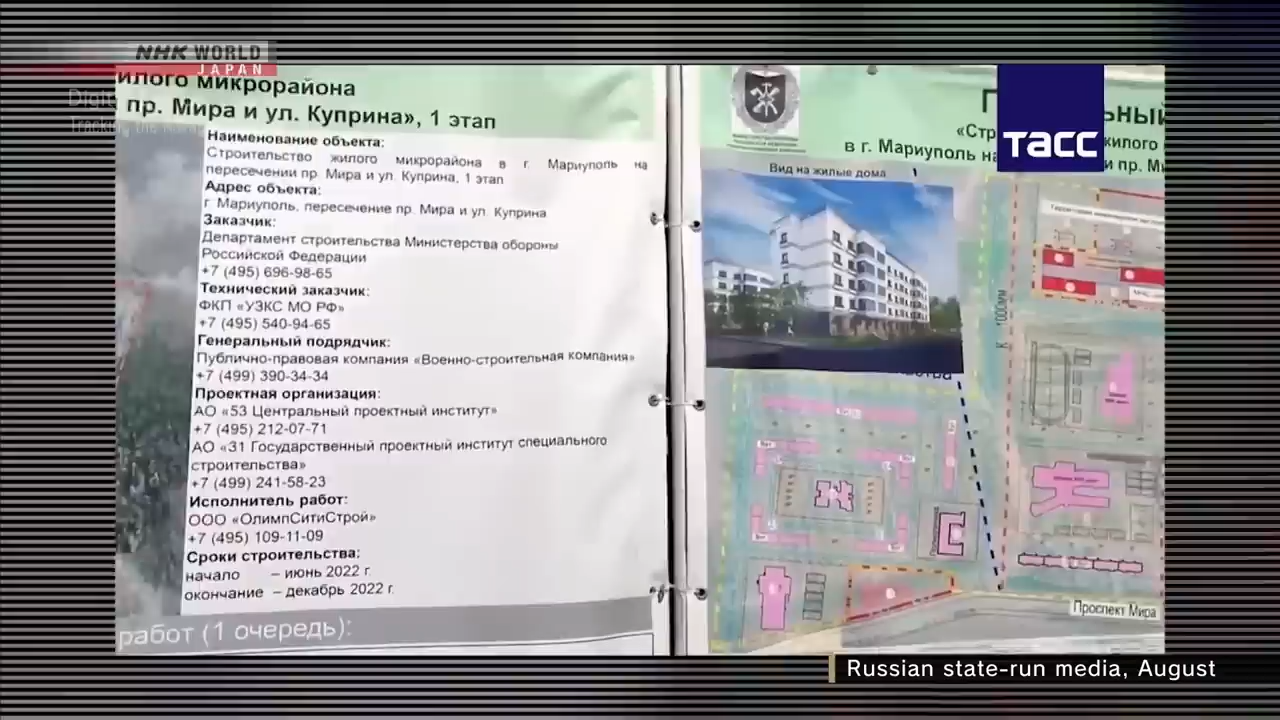 NHK WORLD
JAPAN
илого микрорайона
пр. Мира и ул. Куприна», 1 этап
Наименование объекта:
Строительство жилого микрорайона в г. Мариуполь на
пересечении пр. Мира и ул. Куприна, 1 этап
Адрес объекта:
г. Мариуполь, пересечение пр. Мира и ул. Куприна
Заказчик:
Департамент строительства Министерства обороны
Российской Федерации
+7 (495) 696-98-65
Технический заказчик:
ФКП «УЗКС МО РФ»
+7 (495) 540-94-65
Генеральный подрядчик:
Публично-правовая компания «Военно-строительная компания»
+7 (499) 390-34-34
Проектная организация:
АО «53 Центральный проектный институт»
+7 (495) 212-07-71
АО «31 Государственный проектный институт специального
строительства»
+7 (499) 241-58-23
Исполнитель работ:
ООО «ОлимпСитиСтрой»
+7 (495) 109-11-09
Сроки строительства:
начало – июнь 2022 г.
окончание – декабрь 2022 г.
работ (1 очередь):
ТАСС
«Стр жилого
в г. Мариуполь на и пр. М
Вид на жилые дома
Проспект Мира
Russian state-run media, August